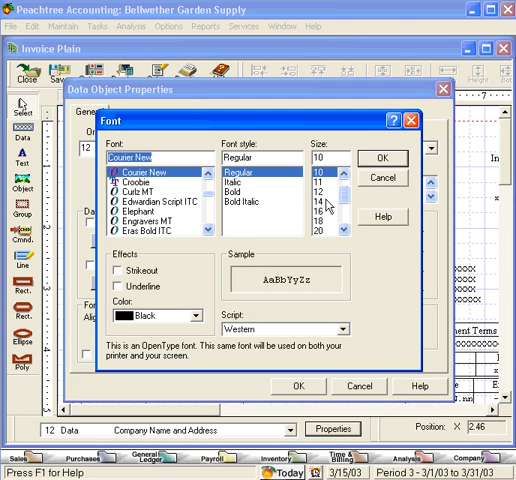 Peachtree Accounting: Bellwether Garden Supply
File Edit Maintain Tasks Analysis Options Reports Services Window Help
Invoice Plain
Close
Height
Data Object Properties
7
Font
Select
Data
Text
Object
Group
Cmnd.
Line
Rect.
Rect.
Ellipse
Poly
Font:
Font style:
Size:
Courier New
Regular
10
OK
Cancel
Help
Courier New
Croobie
Curlz MT
Edwardian Script ITC
Elephant
Engravers MT
Eras Bold ITC
Regular
Italic
Bold
Bold Italic
10
11
12
14
16
18
20
12
Effects
Strikeout
Underline
Color:
Black
Sample
AaBbYyZz
Script:
Western
This is an OpenType font. This same font will be used on both your
printer and your screen.
OK Cancel Help
12 Data Company Name and Address
Properties
Position: X 2.46
Sales Purchases General Ledger Payroll Inventory Time & Billing Analysis Company
Press F1 for Help
Today
3/15/03
Period 3 - 3/1/03 to 3/31/03